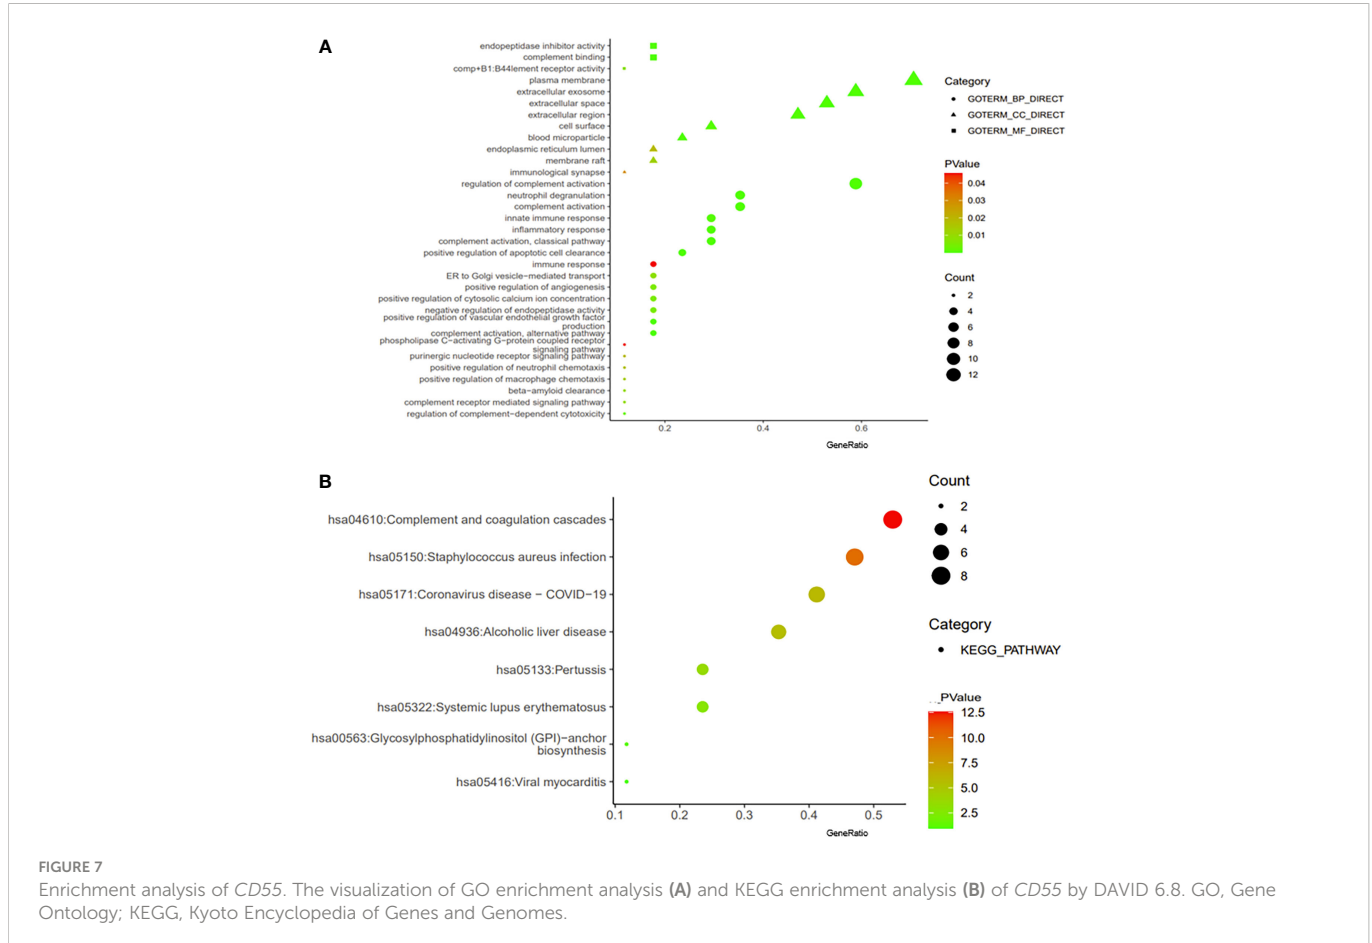 A
endopeptidase inhibitor activity
complement binding
comp+B1:B44lement receptor activity
plasma membrane
extracellular exosome
extracellular space
extracellular region
cell surface
blood microparticle
endoplasmic reticulum lumen
membrane raft
immunological synapse
regulation of complement activation
neutrophil degranulation
complement activation
innate immune response
inflammatory response
complement activation, classical pathway
positive regulation of apoptotic cell clearance
immune response
ER to Golgi vesicle−mediated transport
positive regulation of angiogenesis
positive regulation of cytosolic calcium ion concentration
negative regulation of endopeptidase activity
positive regulation of vascular endothelial growth factor
production
complement activation, alternative pathway
phospholipase C−activating G−protein coupled receptor
signaling pathway
purinergic nucleotide receptor signaling pathway
positive regulation of neutrophil chemotaxis
positive regulation of macrophage chemotaxis
beta−amyloid clearance
complement receptor mediated signaling pathway
regulation of complement−dependent cytotoxicity
0.2 0.4 0.6
GeneRatio
Category
GOTERM_BP_DIRECT
GOTERM_CC_DIRECT
GOTERM_MF_DIRECT
PValue
0.04
0.03
0.02
0.01
Count
2
4
6
8
10
12
B
hsa04610:Complement and coagulation cascades
hsa05150:Staphylococcus aureus infection
hsa05171:Coronavirus disease − COVID−19
hsa04936:Alcoholic liver disease
hsa05133:Pertussis
hsa05322:Systemic lupus erythematosus
hsa00563:Glycosylphosphatidylinositol (GPI)−anchor
biosynthesis
hsa05416:Viral myocarditis
0.1 0.2 0.3 0.4 0.5
GeneRatio
Count
2
4
6
8
Category
KEGG_PATHWAY
PValue
12.5
10.0
7.5
5.0
2.5
FIGURE 7
Enrichment analysis of CD55. The visualization of GO enrichment analysis (A) and KEGG enrichment analysis (B) of CD55 by DAVID 6.8. GO, Gene
Ontology; KEGG, Kyoto Encyclopedia of Genes and Genomes.